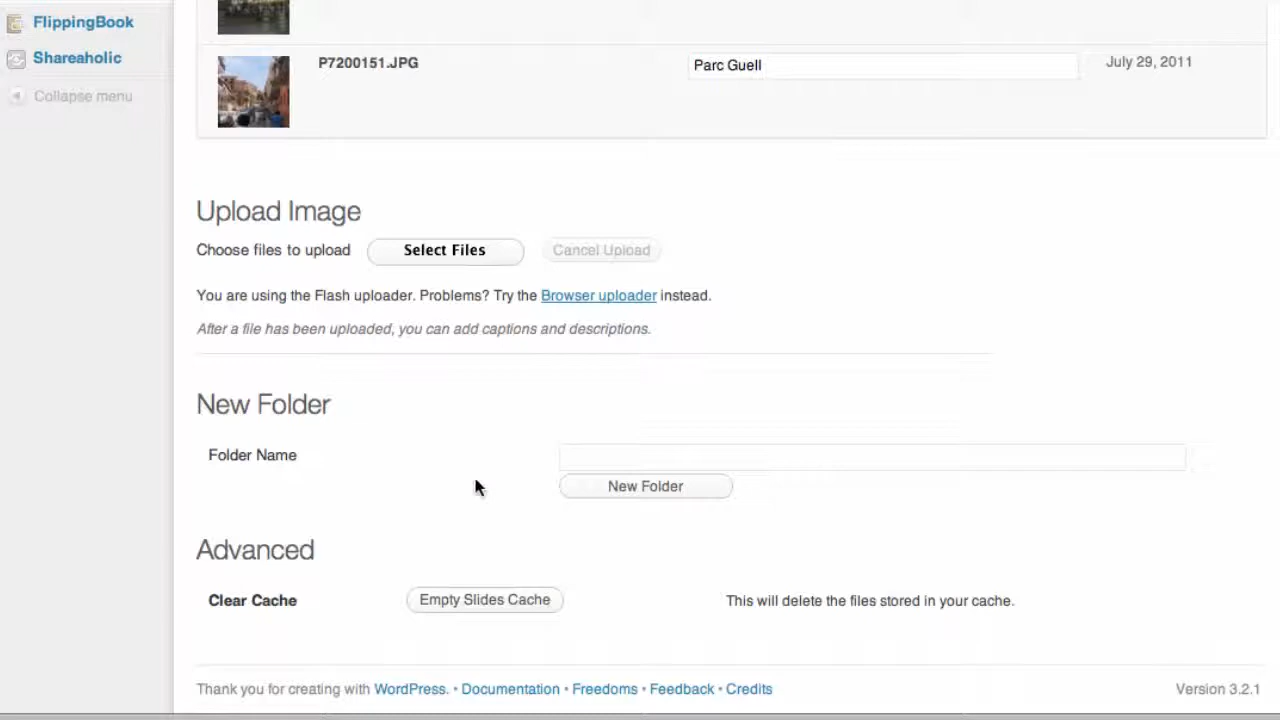 FlippingBook
Shareaholic
Collapse menu
P7200151.JPG
Parc Guell
July 29, 2011
Upload Image
Choose files to upload
Select Files
Cancel Upload
You are using the Flash uploader. Problems? Try the Browser uploader instead.
After a file has been uploaded, you can add captions and descriptions.
New Folder
Folder Name
New Folder
Advanced
Clear Cache
Empty Slides Cache
This will delete the files stored in your cache.
Thank you for creating with WordPress. • Documentation • Freedoms • Feedback • Credits
Version 3.2.1